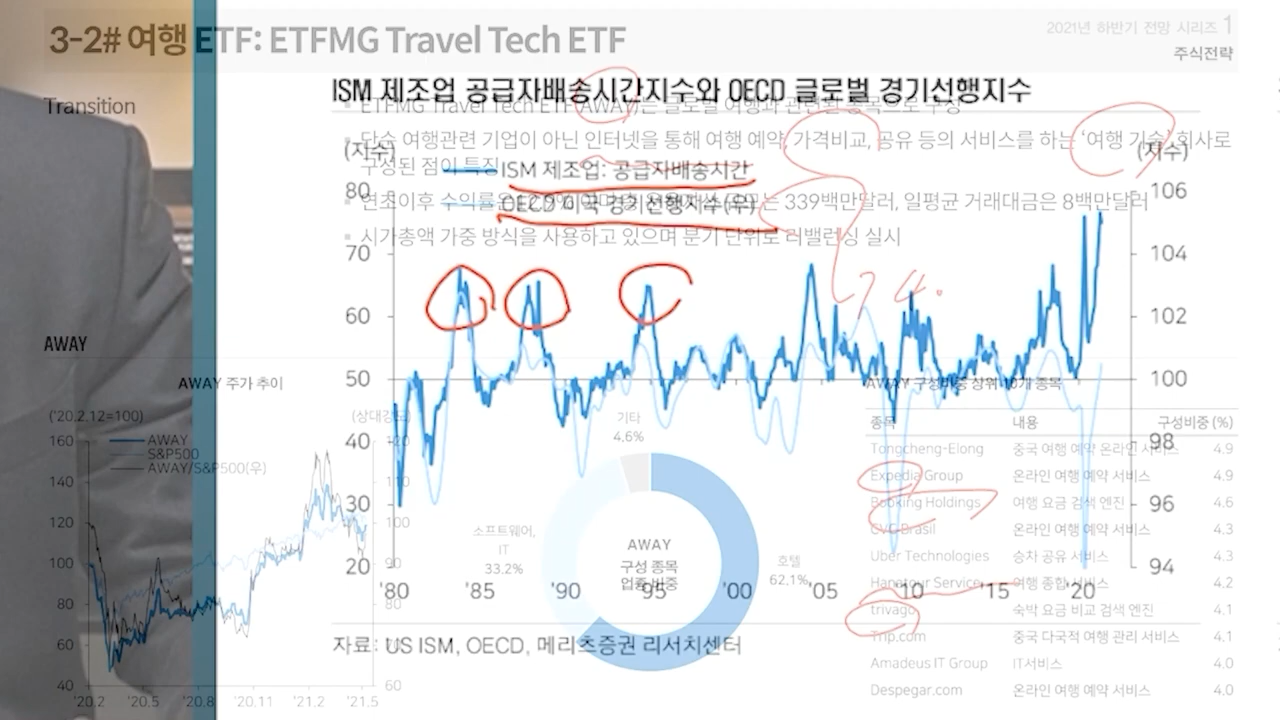 3-2# 여행 ETF: ETFMG Travel Tech ETF
2021년 하반기 전망 시리즈 1
주식전략
ISM 제조업 공급자배송시간지수와 OECD 글로벌 경기선행지수
Transition
ETFMG Travel Tech ETF(AWAY)는 글로벌 여행과 관련된 종목으로 구성
단순 여행관련 기업이 아닌 인터넷을 통해 여행 예약, 가격비교, 공유 등의 서비스를 하는 ‘여행 기술’ 회사로
구성된 점이 특징
(지수)
(지수)
ISM 제조업: 공급자배송시간
OECD 미국 경기선행지수(우)
연초이후 수익률은
339백만달러, 일평균 거래대금은 8백만달러
시가총액 가중 방식을 사용하고 있으며 분기 단위로 리밸런싱 실시
80
70
60
50
40
30
20
106
104
102
100
98
96
94
'80
'85
'90
'95
'00
'05
'10
'15
'20
자료: US ISM, OECD, 메리츠증권 리서치센터
AWAY
AWAY 주가 추이
('20.2.12=100)
(상대강도)
AWAY
S&P500
AWAY/S&P500(우)
160
140
120
100
80
60
40
120
110
100
90
80
60
'20.2
'20.5
'20.8
'20.11
'21.2
'21.5
기타
4.6%
소프트웨어,
IT
33.2%
AWAY
구성 종목
업종 비중
호텔
62.1%
AWAY 구성비중 상위 10개 종목
종목 내용 구성비중 (%)
Tongcheng-Elong 중국 여행 예약 온라인 서비스 4.9
Expedia Group 온라인 여행 예약 서비스 4.9
Booking Holdings 여행 요금 검색 엔진 4.6
CVC Brasil 온라인 여행 예약 서비스 4.3
Uber Technologies 승차 공유 서비스 4.3
Hanatour Service 여행 종합 서비스 4.2
trivago 숙박 요금 비교 검색 엔진 4.1
Trip.com 중국 다국적 여행 관리 서비스 4.1
Amadeus IT Group IT서비스 4.0
Despegar.com 온라인 여행 예약 서비스 4.0